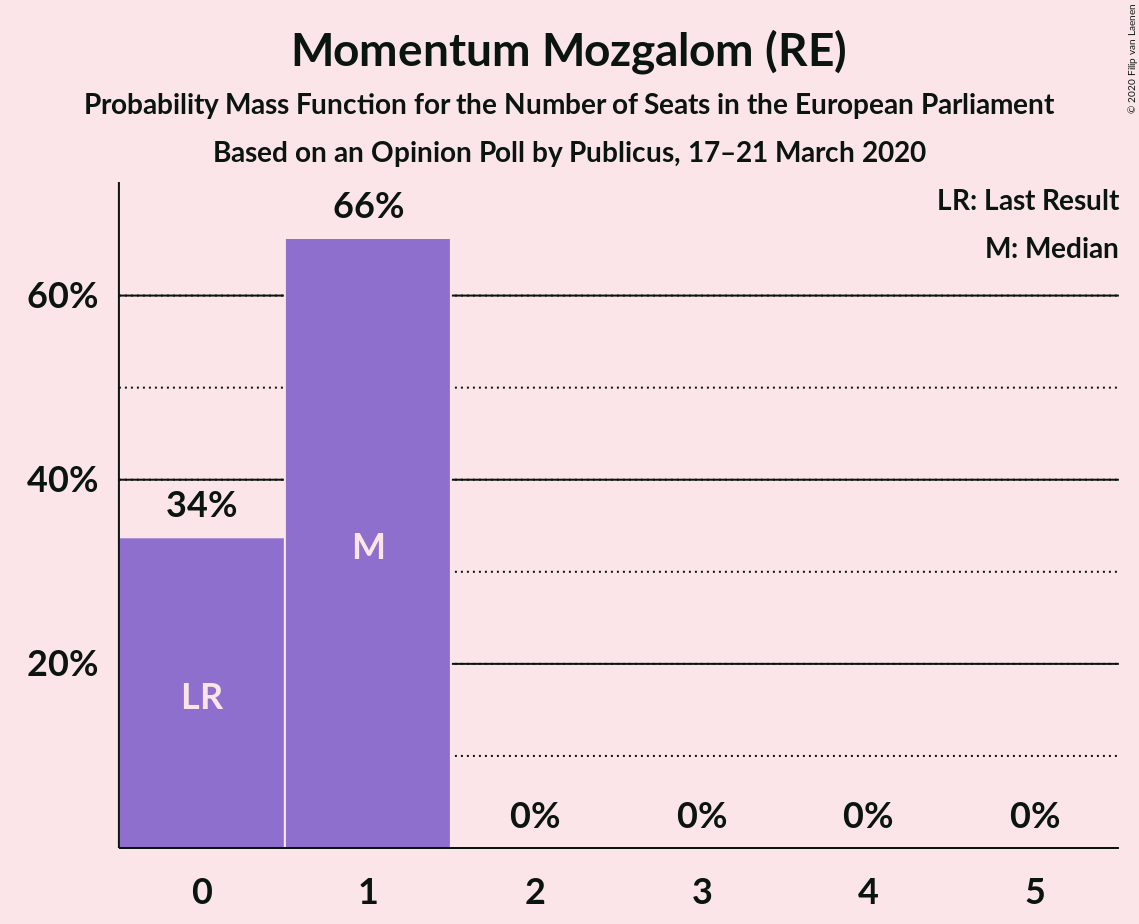 Momentum Mozgalom (RE)
Probability Mass Function for the Number of Seats in the European Parliament
Based on an Opinion Poll by Publicus, 17–21 March 2020
© 2020 Filip van Laenen
LR: Last Result
M: Median
66%
60%
40%
34%
M
20%
LR
0% 0% 0% 0%
0 1 2 3 4 5